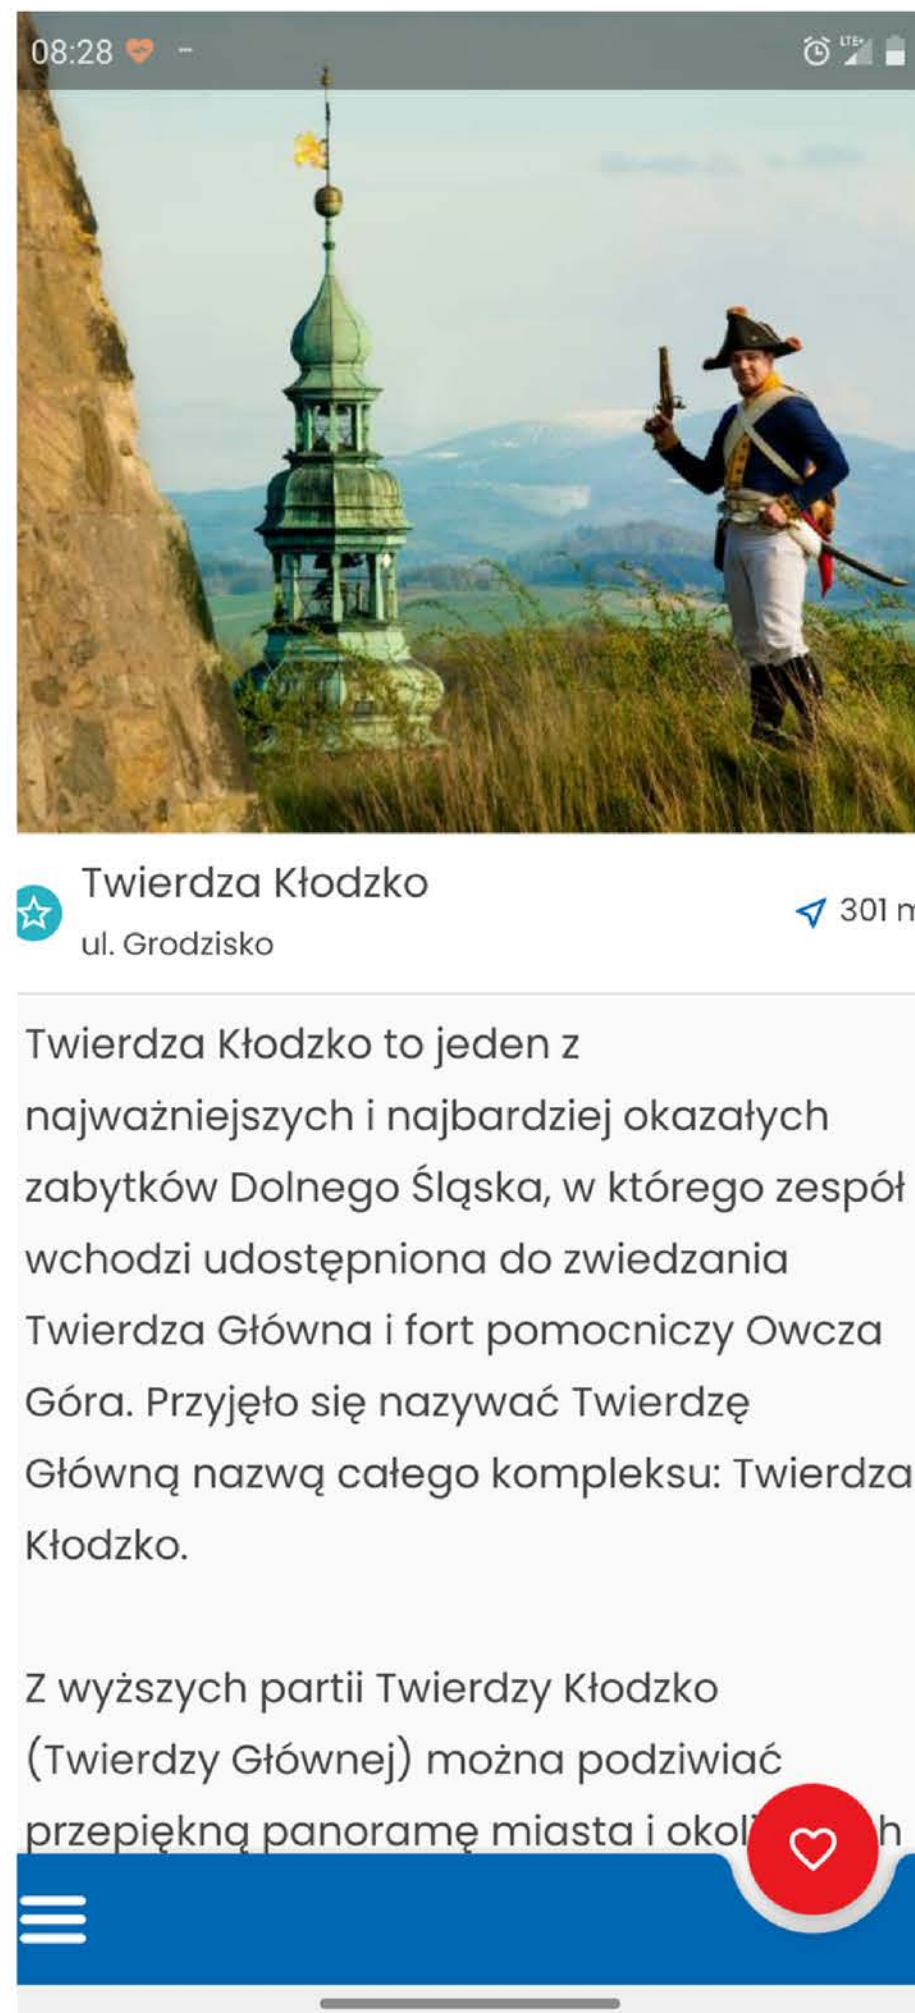 08:28
LTE+
Twierdza Kłodzko
ul. Grodzisko
301 m
Twierdza Kłodzko to jeden z
najważniejszych i najbardziej okazałych
zabytków Dolnego Śląska, w którego zespół
wchodzi udostępniona do zwiedzania
Twierdza Główna i fort pomocniczy Owcza
Góra. Przyjęło się nazywać Twierdzę
Główną nazwą całego kompleksu: Twierdza
Kłodzko.
Z wyższych partii Twierdzy Kłodzko
(Twierdzy Głównej) można podziwiać
przepiękną panoramę miasta i